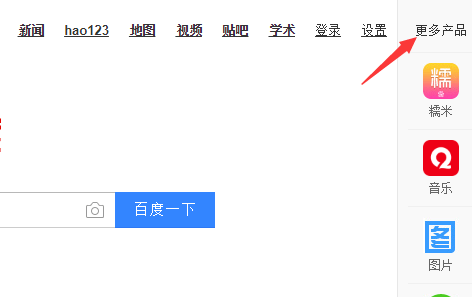 新闻 hao123 地图 视频 贴吧 学术 登录 设置 更多产品
糯
糯米
音乐
百度一下
图片